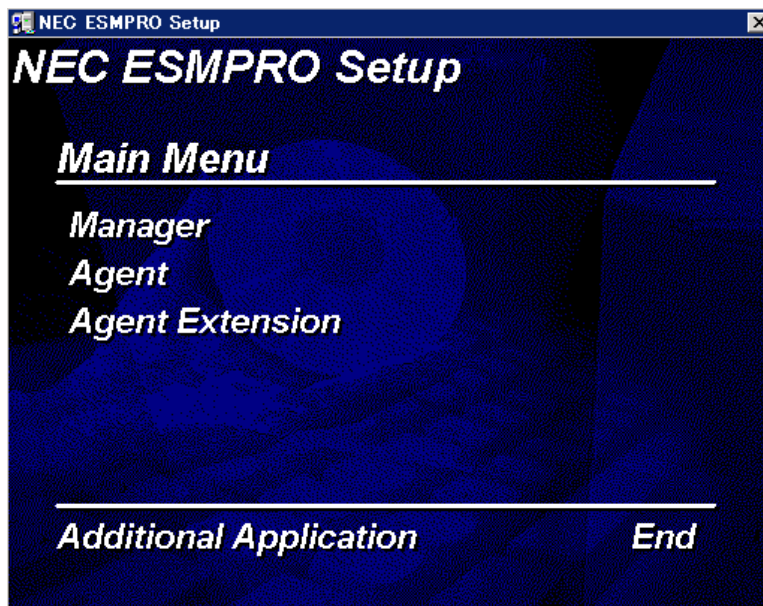 NEC ESMPRO Setup
NEC ESMPRO Setup
Main Menu
Manager
Agent
Agent Extension
Additional Application
End